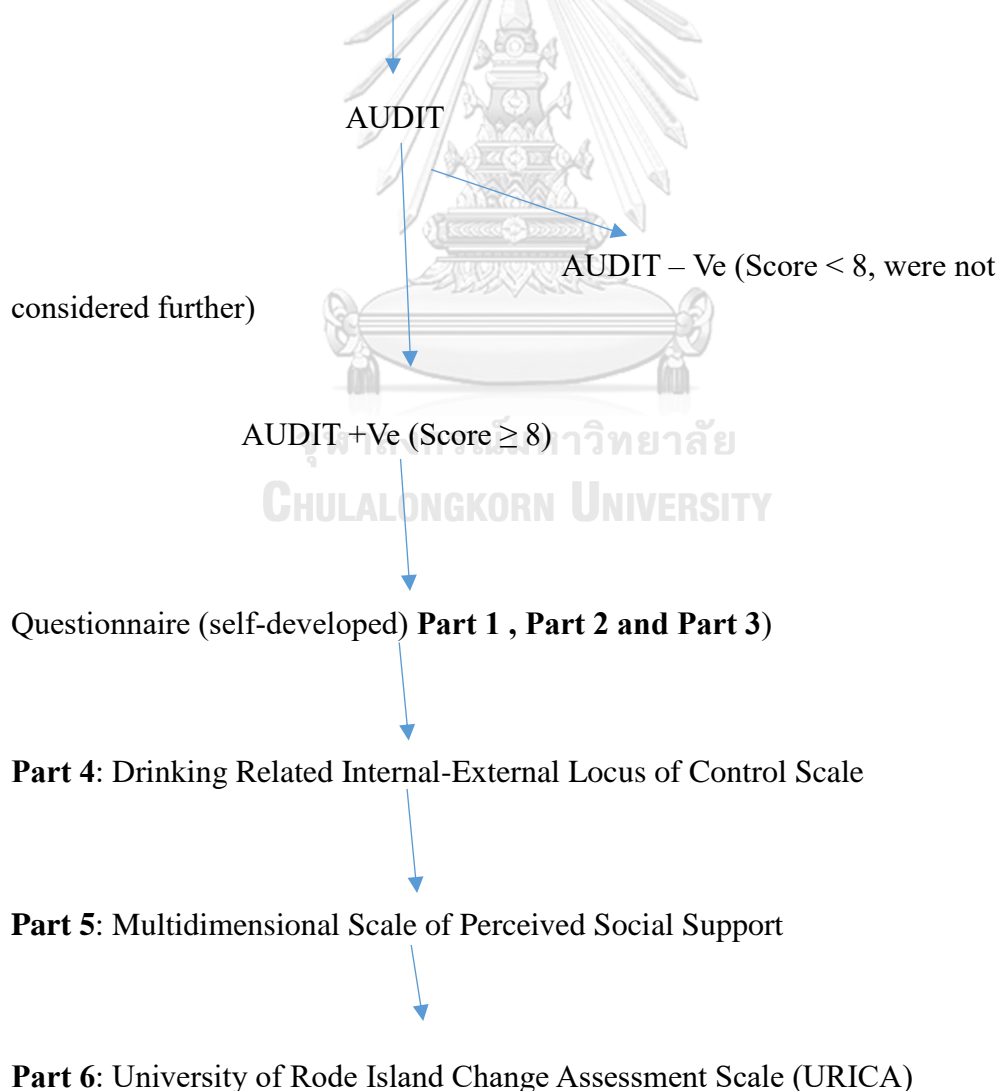 AUDIT
AUDIT – Ve (Score < 8, were not
considered further)
AUDIT +Ve (Score ≥ 8)
จุฬาลงกรณ์มหาวิทยาลัย
CHULALONGKORN UNIVERSITY
Questionnaire (self-developed) Part 1 , Part 2 and Part 3)
Part 4: Drinking Related Internal-External Locus of Control Scale
Part 5: Multidimensional Scale of Perceived Social Support
Part 6: University of Rode Island Change Assessment Scale (URICA)